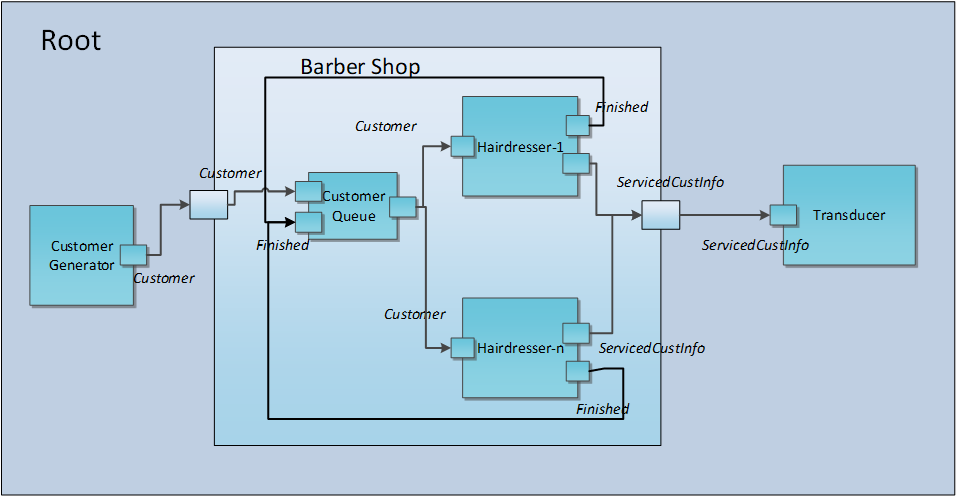 Root
Barber Shop
Finished
Customer
Hairdresser-1
Customer
ServicedCustInfo
Customer
Queue
Transducer
Customer
Generator
Finished
ServicedCustInfo
Customer
Customer
Hairdresser-n
ServicedCustInfo
Finished